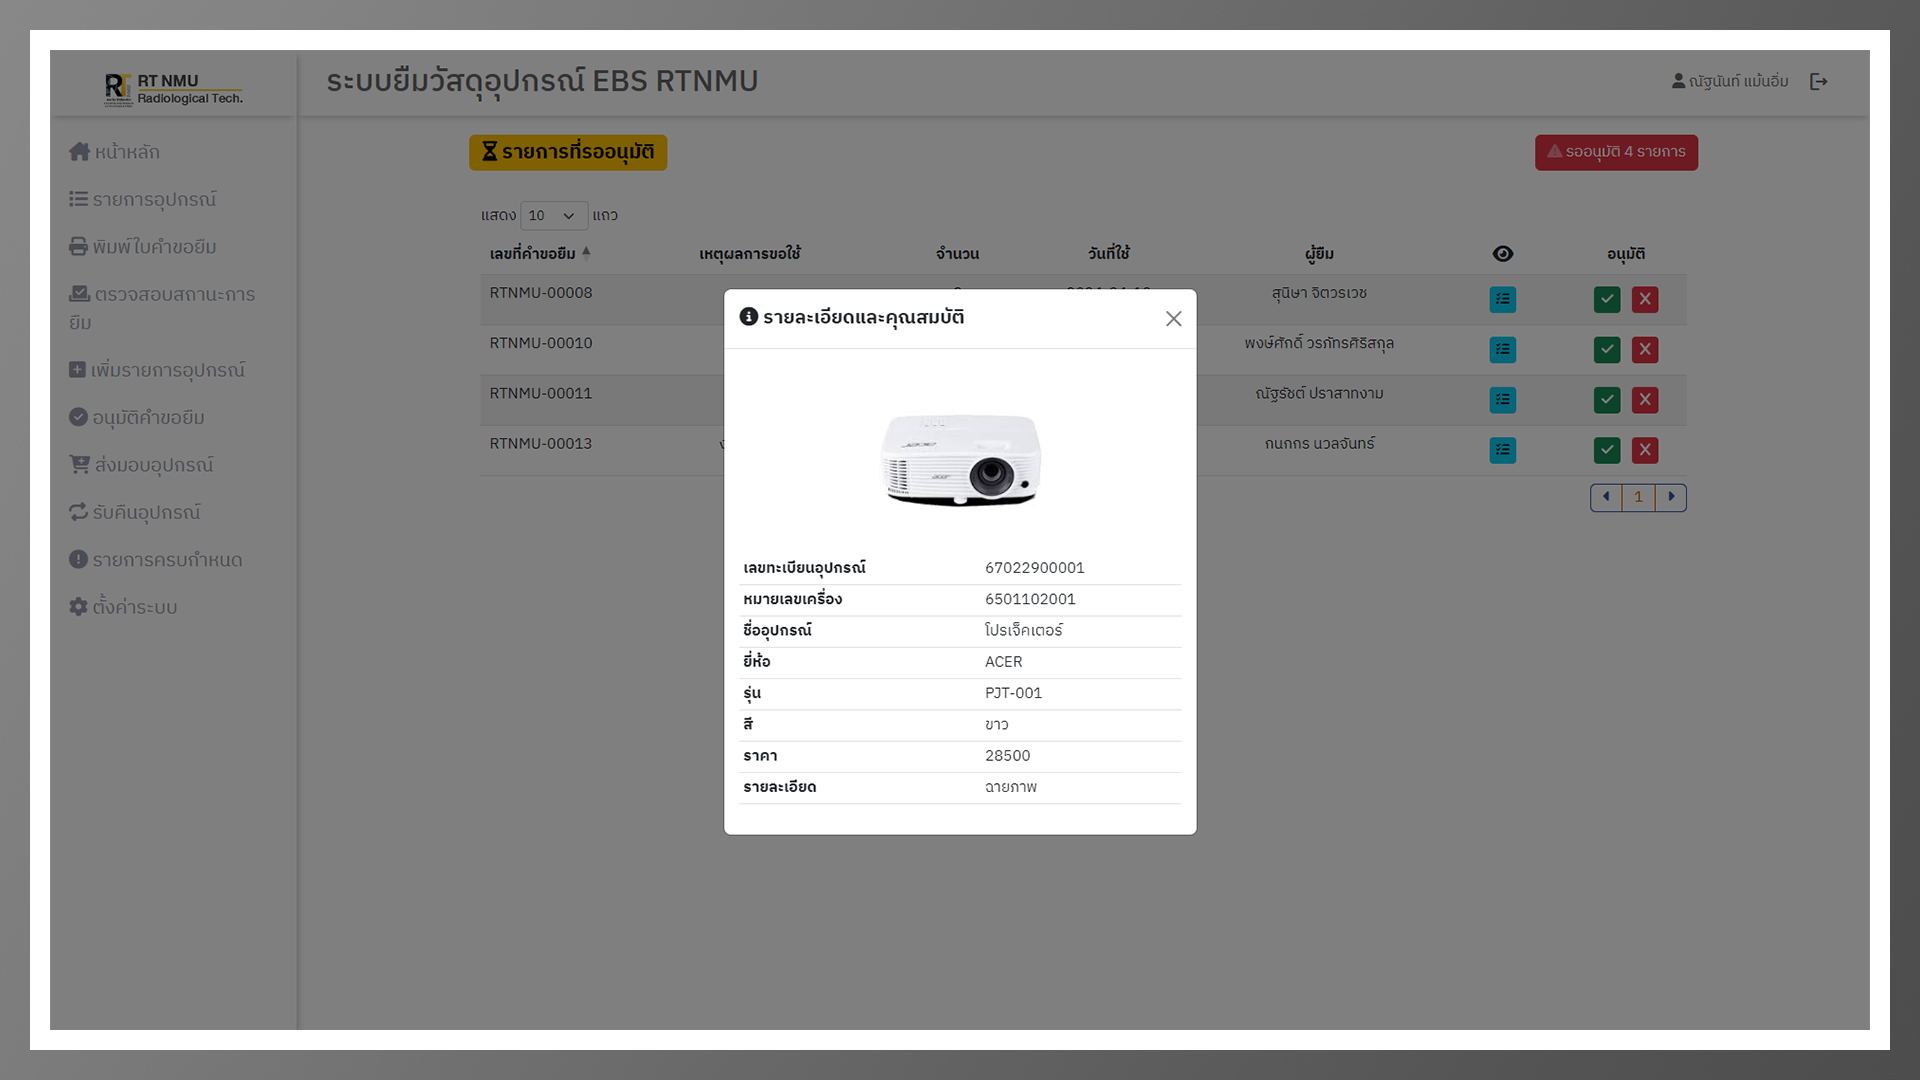 RT NMU
Radiological Tech.
ระบบยืมวัสดุอุปกรณ์ EBS RTNMU
ณัฐนันท์ แม้นอิ่ม
หน้าหลัก
รายการอุปกรณ์
พิมพ์ใบคำขอยืม
ตรวจสอบสถานะการ
ยืม
เพิ่มรายการอุปกรณ์
อนุมัติคำขอยืม
ส่งมอบอุปกรณ์
รับคืนอุปกรณ์
รายการครบกำหนด
ตั้งค่าระบบ
รายการที่รออนุมัติ
รออนุมัติ 4 รายการ
แสดง 10 แถว
เลขที่คำขอยืม เหตุผลการขอใช้ จำนวน วันที่ใช้ ผู้ยืม อนุมัติ
RTNMU-00008 สุนิษา จิตวรเวช
RTNMU-00010 พงษ์ศักดิ์ วรภัทรศิริสกุล
RTNMU-00011 ณัฐรัชต์ ปราสาทงาม
RTNMU-00013 กนกกร นวลจันทร์
1
รายละเอียดและคุณสมบัติ
acer
เลขทะเบียนอุปกรณ์ 67022900001
หมายเลขเครื่อง 6501102001
ชื่ออุปกรณ์ โปรเจ็คเตอร์
ยี่ห้อ ACER
รุ่น PJT-001
สี ขาว
ราคา 28500
รายละเอียด ฉายภาพ